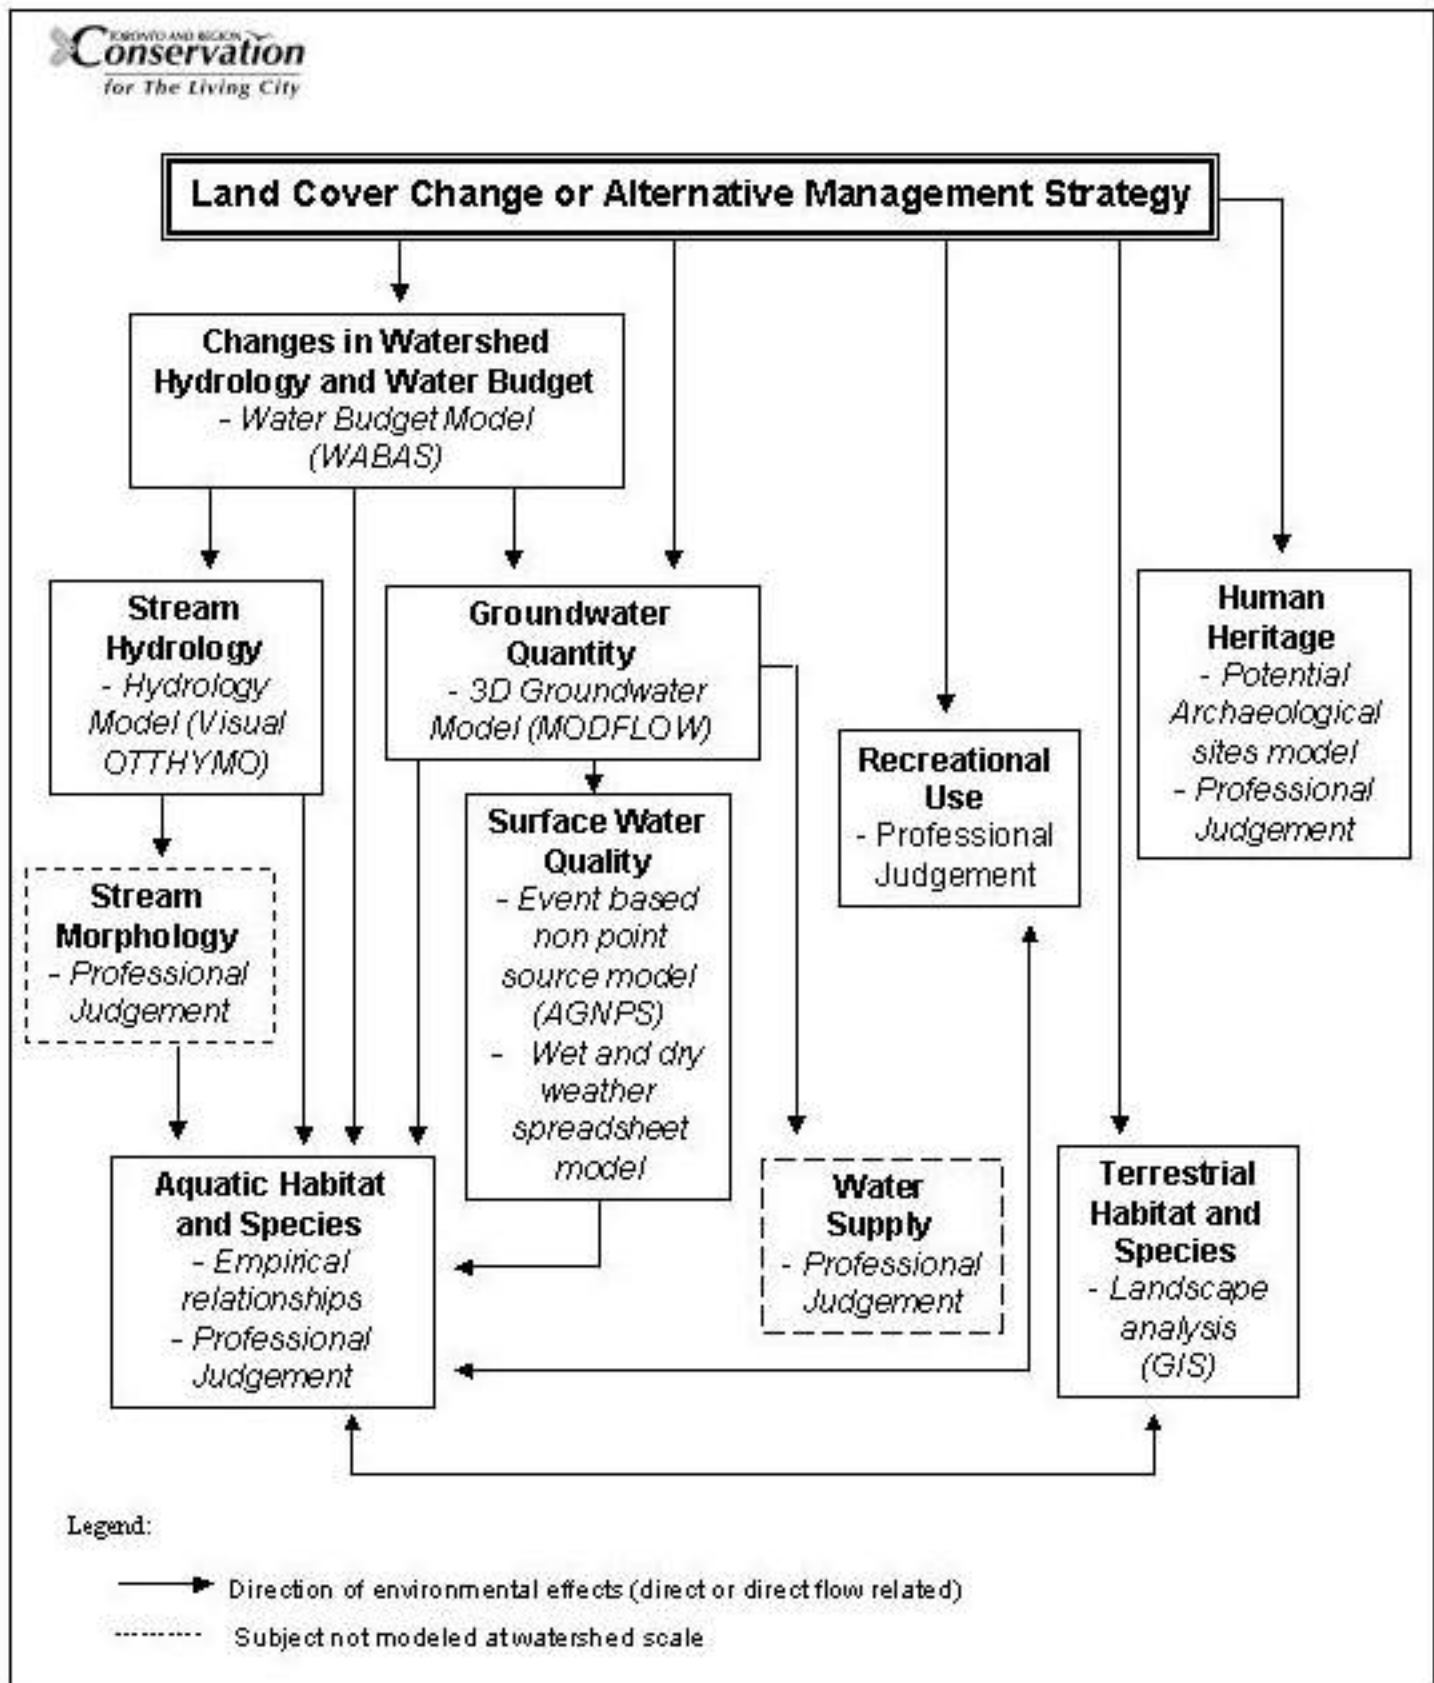 TORONTO AND REGION
Conservation
for The Living City
Land Cover Change or Alternative Management Strategy
Changes in Watershed
Hydrology and Water Budget
- Water Budget Model
(WABAS)
Stream
Hydrology
- Hydrology
Model (Visual
OTTHYMO)
Groundwater
Quantity
- 3D Groundwater
Model (MODFLOW)
Human
Heritage
- Potential
Archaeological
sites model
- Professional
Judgement
Recreational
Use
- Professional
Judgement
Stream
Morphology
- Professional
Judgement
Surface Water
Quality
- Event based
non point
source model
(AGNPS)
- Wet and dry
weather
spreadsheet
model
Aquatic Habitat
and Species
- Empirical
relationships
- Professional
Judgement
Water
Supply
- Professional
Judgement
Terrestrial
Habitat and
Species
- Landscape
analysis
(GIS)
Legend:
Direction of environmental effects (direct or direct flow related)
Subject not modeled at watershed scale